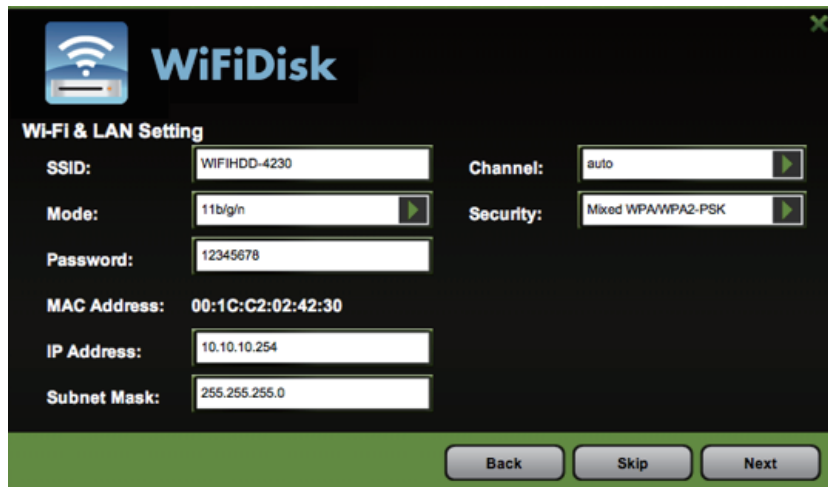 WiFiDisk
Wi-Fi & LAN Setting
SSID: WIFIHDD-4230 Channel: auto
Mode: 11b/g/n Security: Mixed WPA/WPA2-PSK
Password: 12345678
MAC Address: 00:1C:C2:02:42:30
IP Address: 10.10.10.254
Subnet Mask: 255.255.255.0
Back Skip Next